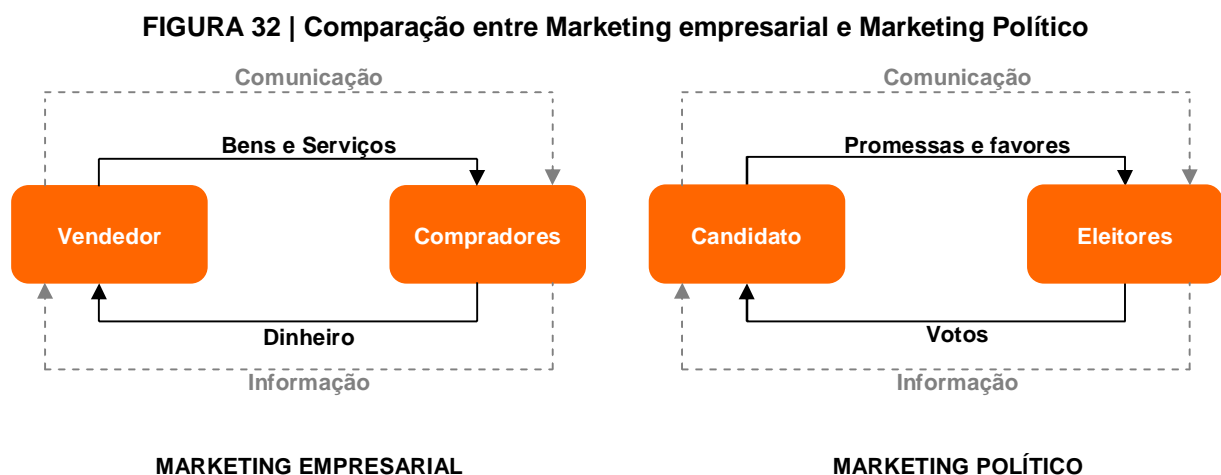 FIGURA 32 | Comparação entre Marketing empresarial e Marketing Político
Comunicação
Bens e Serviços
Vendedor
Compradores
Dinheiro
Informação
MARKETING EMPRESARIAL
Comunicação
Promessas e favores
Candidato
Eleitores
Votos
Informação
MARKETING POLÍTICO